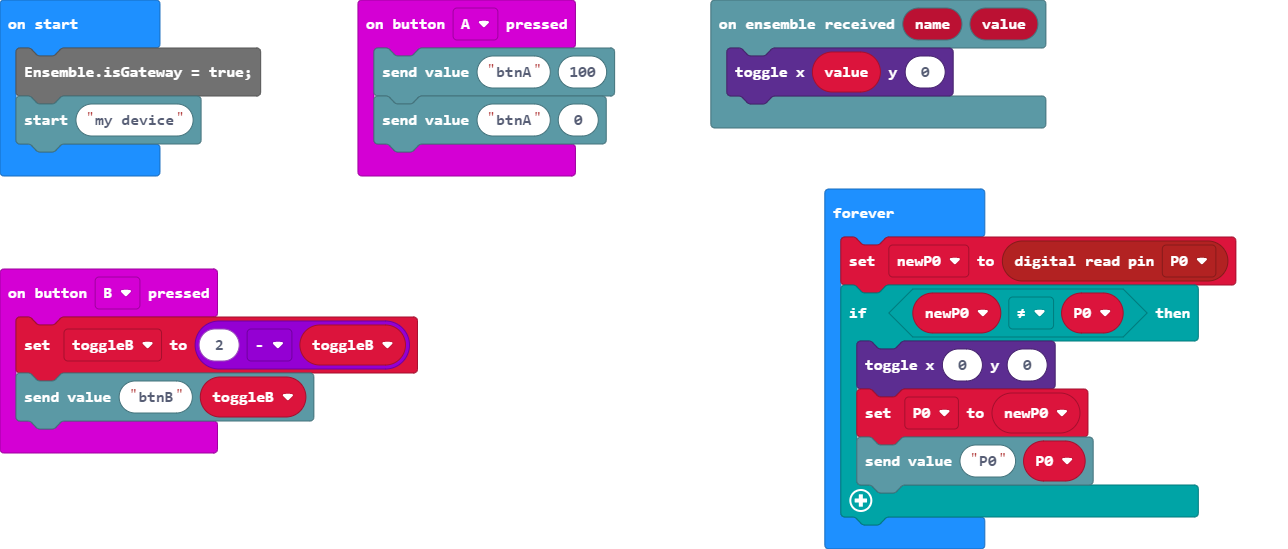 on start
Ensemble.isGateway = true;
start "my device"
on button A pressed
send value "btnA" 100
send value "btnA" 0
on ensemble received name value
toggle x value y 0
on button B pressed
set toggleB to 2 - toggleB
send value "btnB" toggleB
forever
set newP0 to digital read pin P0
if newP0 ≠ P0 then
toggle x 0 y 0
set P0 to newP0
send value "P0" P0